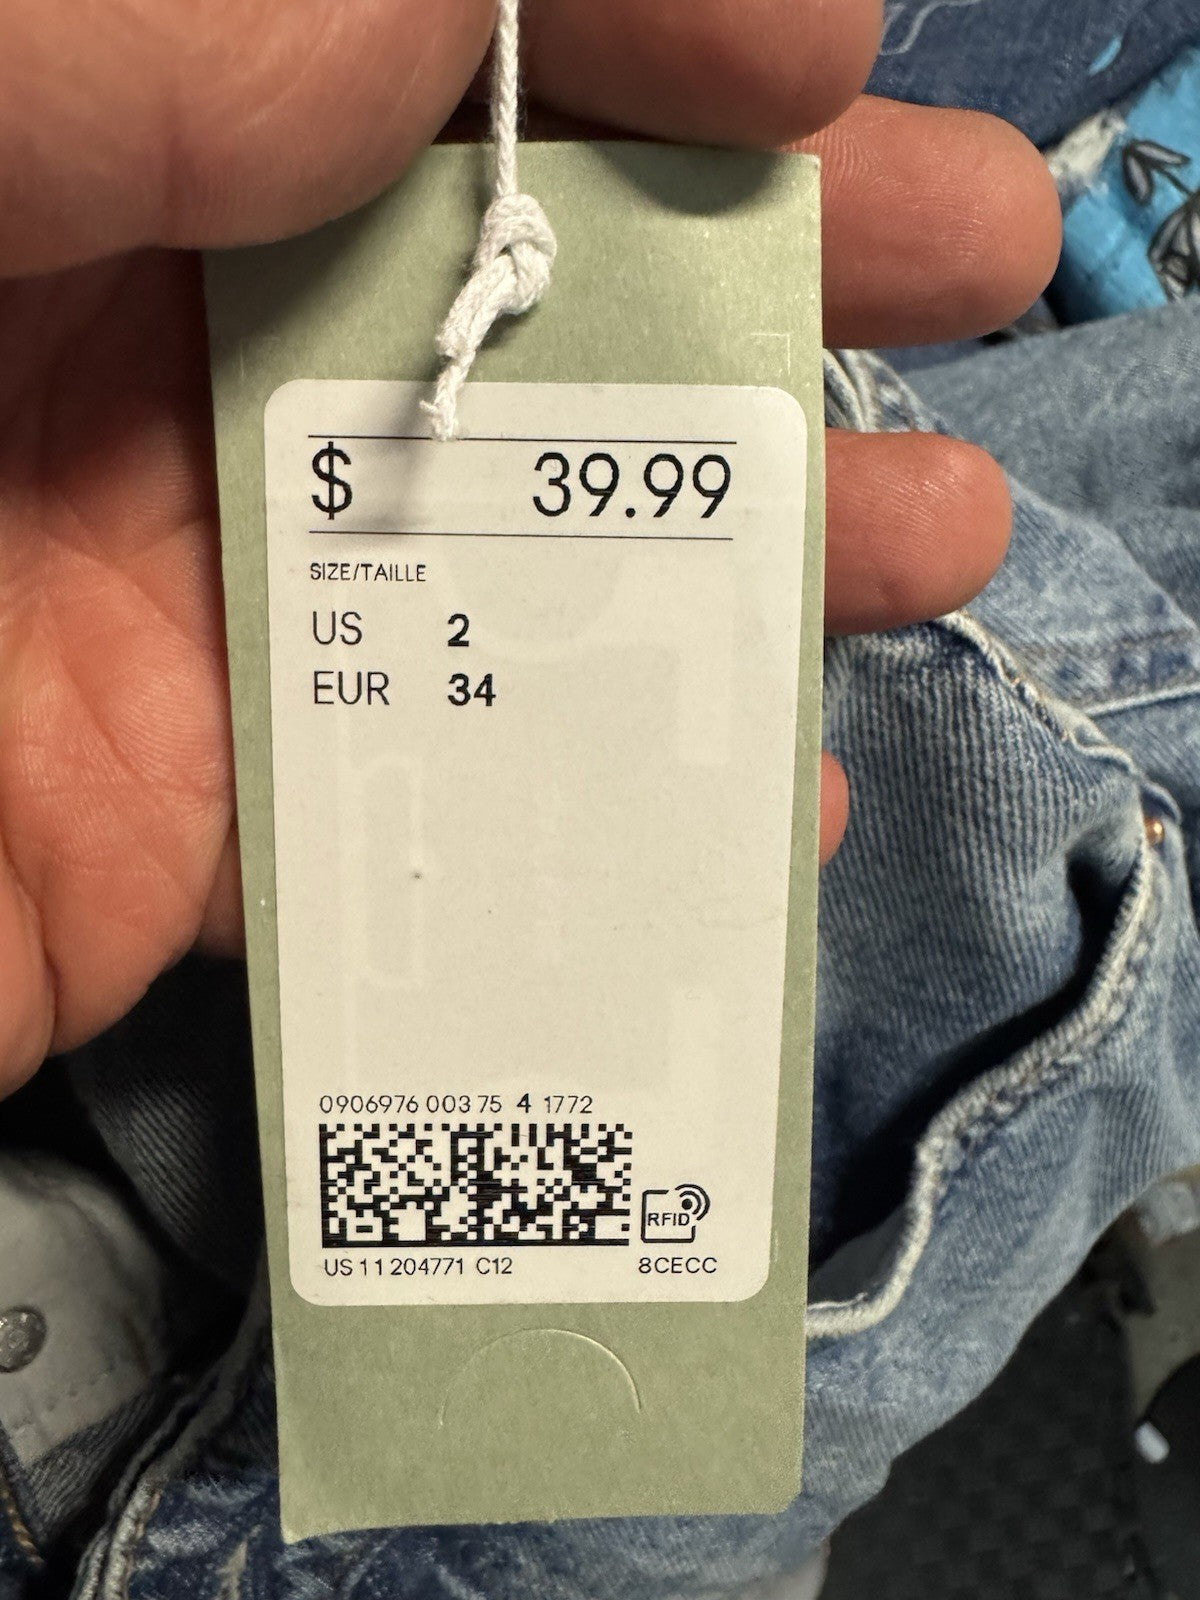 $ 39.99
SIZE/TAILLE
US 2
EUR 34
0906976 003 75 4 1772
RFID
US 11 204771 C12 8CECC